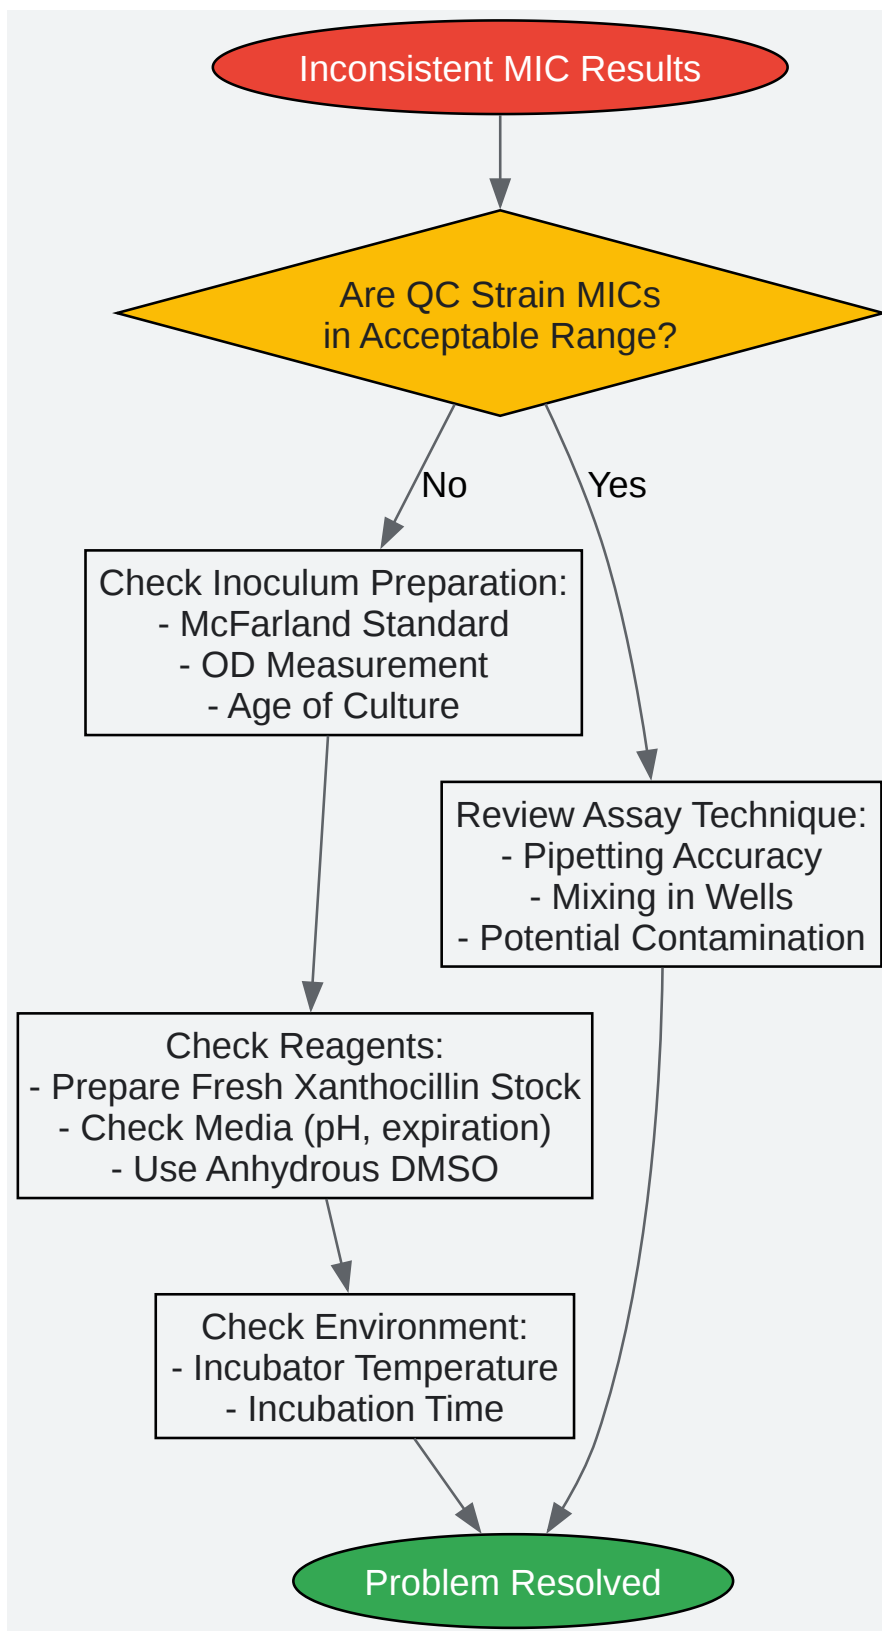 Inconsistent MIC Results
Are QC Strain MICs
in Acceptable Range?
No
Yes
Check Inoculum Preparation:
- McFarland Standard
- OD Measurement
- Age of Culture
Review Assay Technique:
- Pipetting Accuracy
- Mixing in Wells
- Potential Contamination
Check Reagents:
- Prepare Fresh Xanthocillin Stock
- Check Media (pH, expiration)
- Use Anhydrous DMSO
Check Environment:
- Incubator Temperature
- Incubation Time
Problem Resolved